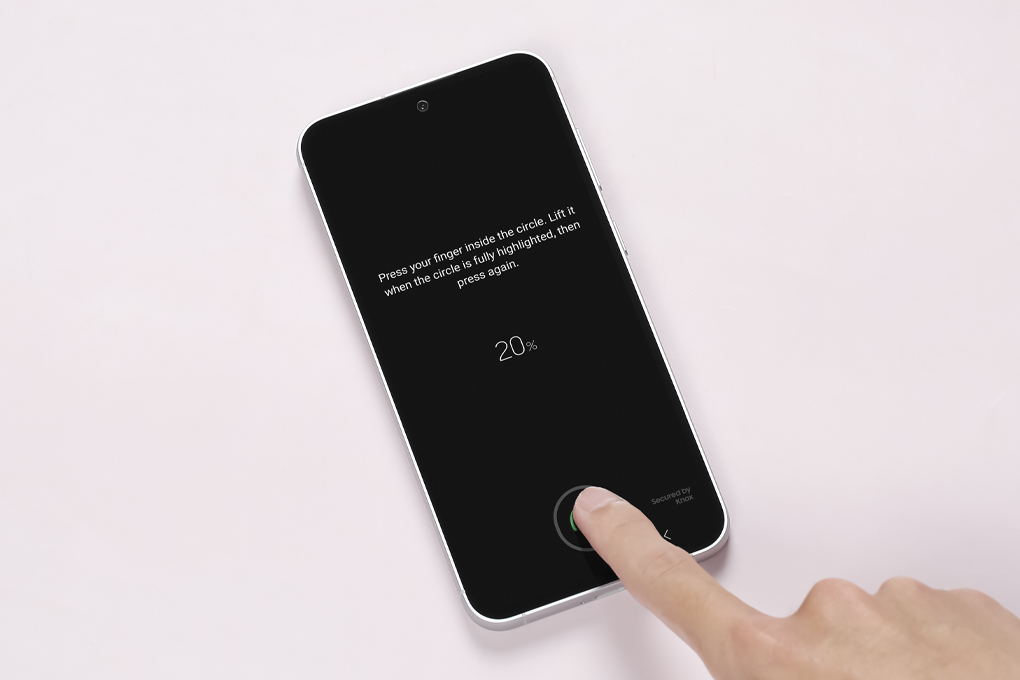 Press your finger inside the circle. Lift it
when the circle is fully highlighted, then
press again.
20%
Secured by
Knox